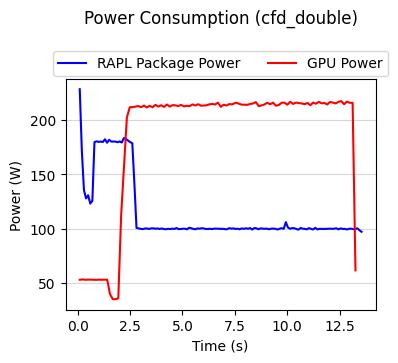 Power Consumption (cfd_double)
RAPL Package Power GPU Power
200
150
100
50
Power (W)
0.0 2.5 5.0 7.5 10.0 12.5
Time (s)